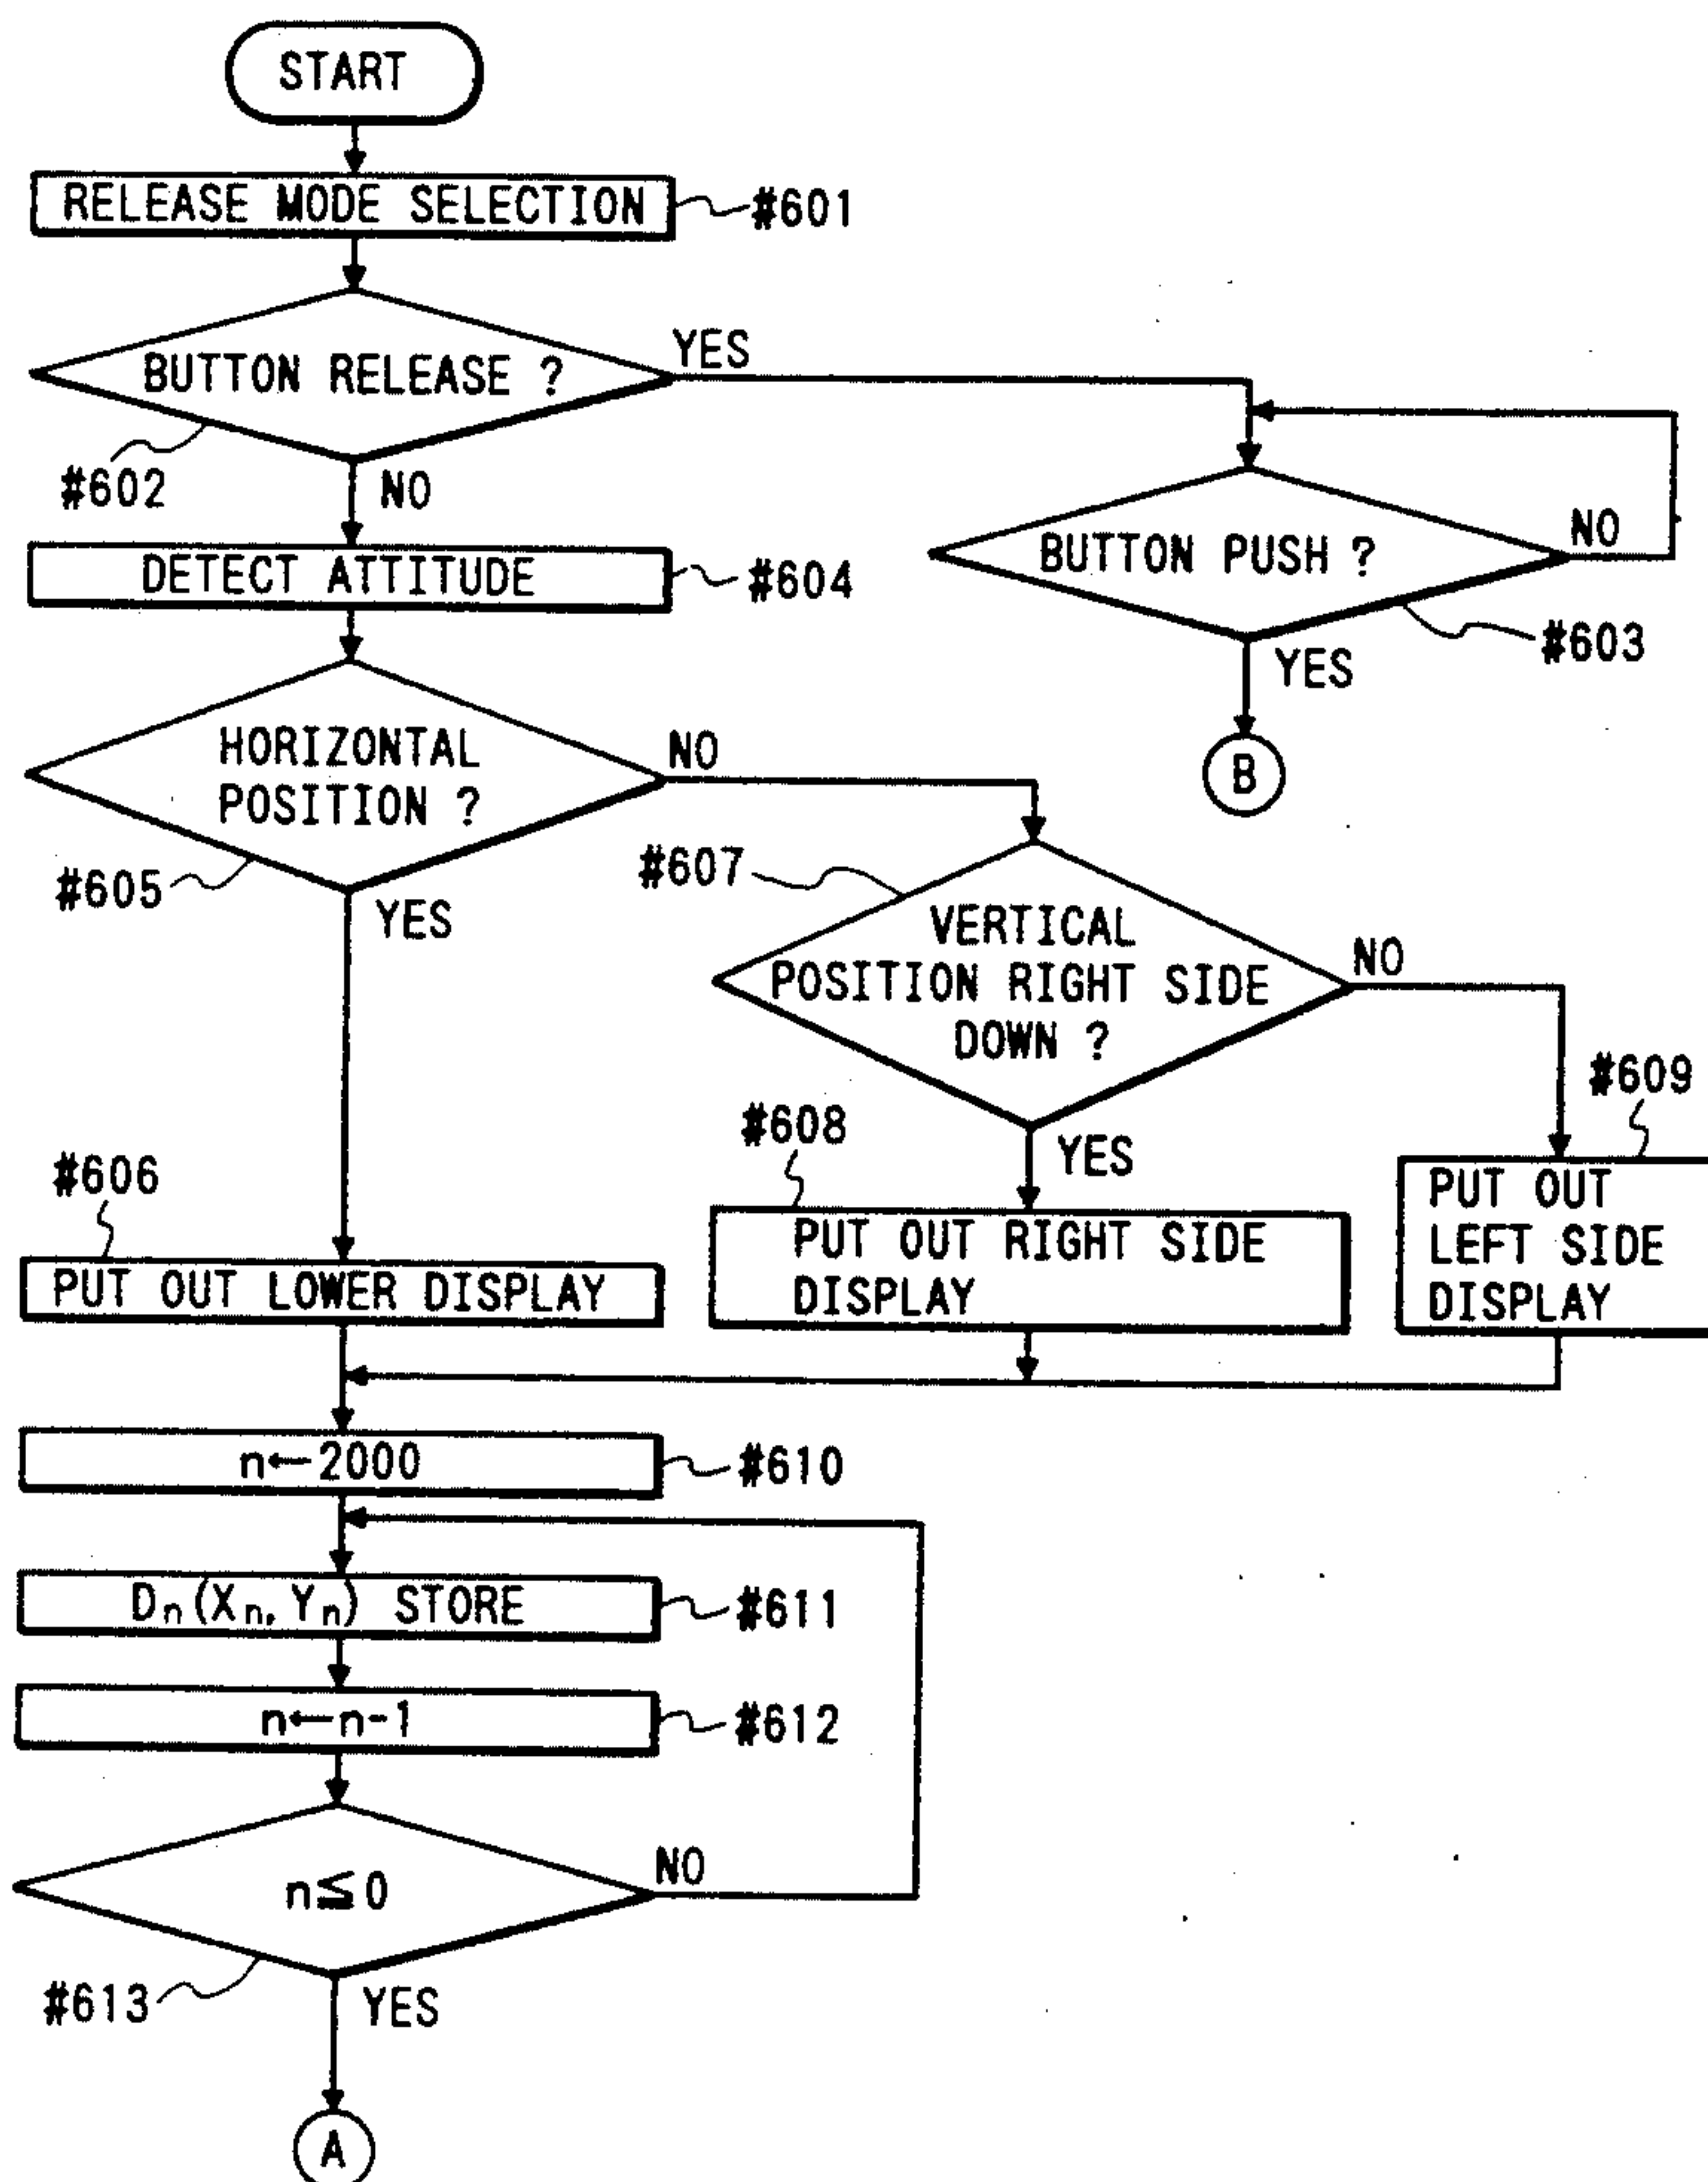 START
RELEASE MODE SELECTION
#601
BUTTON RELEASE ?
YES
#602
NO
BUTTON PUSH ?
NO
#603
YES
B
DETECT ATTITUDE
#604
HORIZONTAL
POSITION ?
NO
#605
YES
#607
VERTICAL
POSITION RIGHT SIDE
DOWN ?
NO
YES
#606
PUT OUT LOWER DISPLAY
#608
PUT OUT RIGHT SIDE
DISPLAY
#609
PUT OUT
LEFT SIDE
DISPLAY
n←2000
#610
Dn(Xn,Yn) STORE
#611
n←n-1
#612
n≦0
NO
#613
YES
A